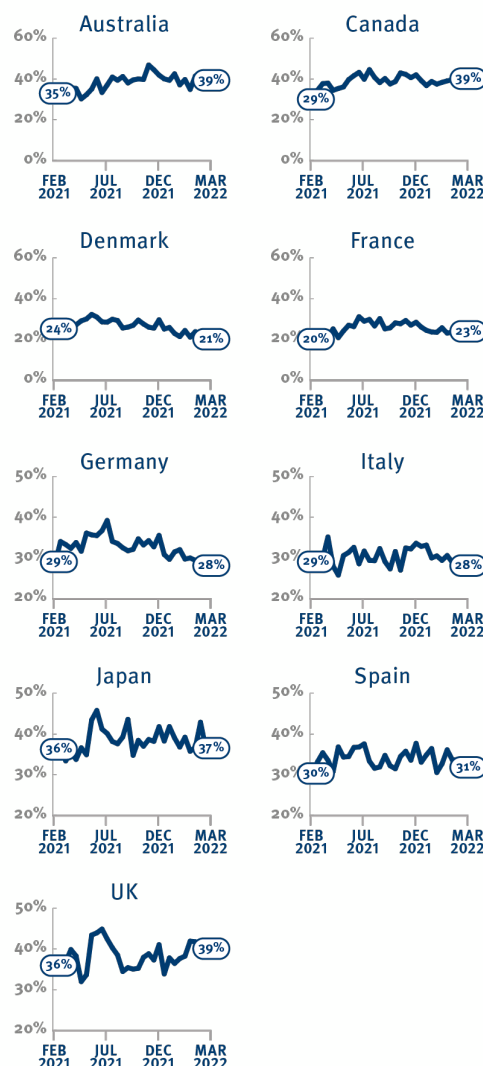 Australia
60%
40%
20%
0%
35%
39%
FEB 2021
JUL 2021
DEC 2021
MAR 2022
Canada
60%
40%
20%
0%
29%
39%
FEB 2021
JUL 2021
DEC 2021
MAR 2022
Denmark
60%
40%
20%
0%
24%
21%
FEB 2021
JUL 2021
DEC 2021
MAR 2022
France
60%
40%
20%
0%
20%
23%
FEB 2021
JUL 2021
DEC 2021
MAR 2022
Germany
50%
40%
30%
20%
29%
28%
FEB 2021
JUL 2021
DEC 2021
MAR 2022
Italy
50%
40%
30%
20%
29%
28%
FEB 2021
JUL 2021
DEC 2021
MAR 2022
Japan
50%
40%
30%
20%
36%
37%
FEB 2021
JUL 2021
DEC 2021
MAR 2022
Spain
50%
40%
30%
20%
30%
31%
FEB 2021
JUL 2021
DEC 2021
MAR 2022
UK
50%
40%
30%
20%
36%
39%
FEB 2021
JUL 2021
DEC 2021
MAR 2022